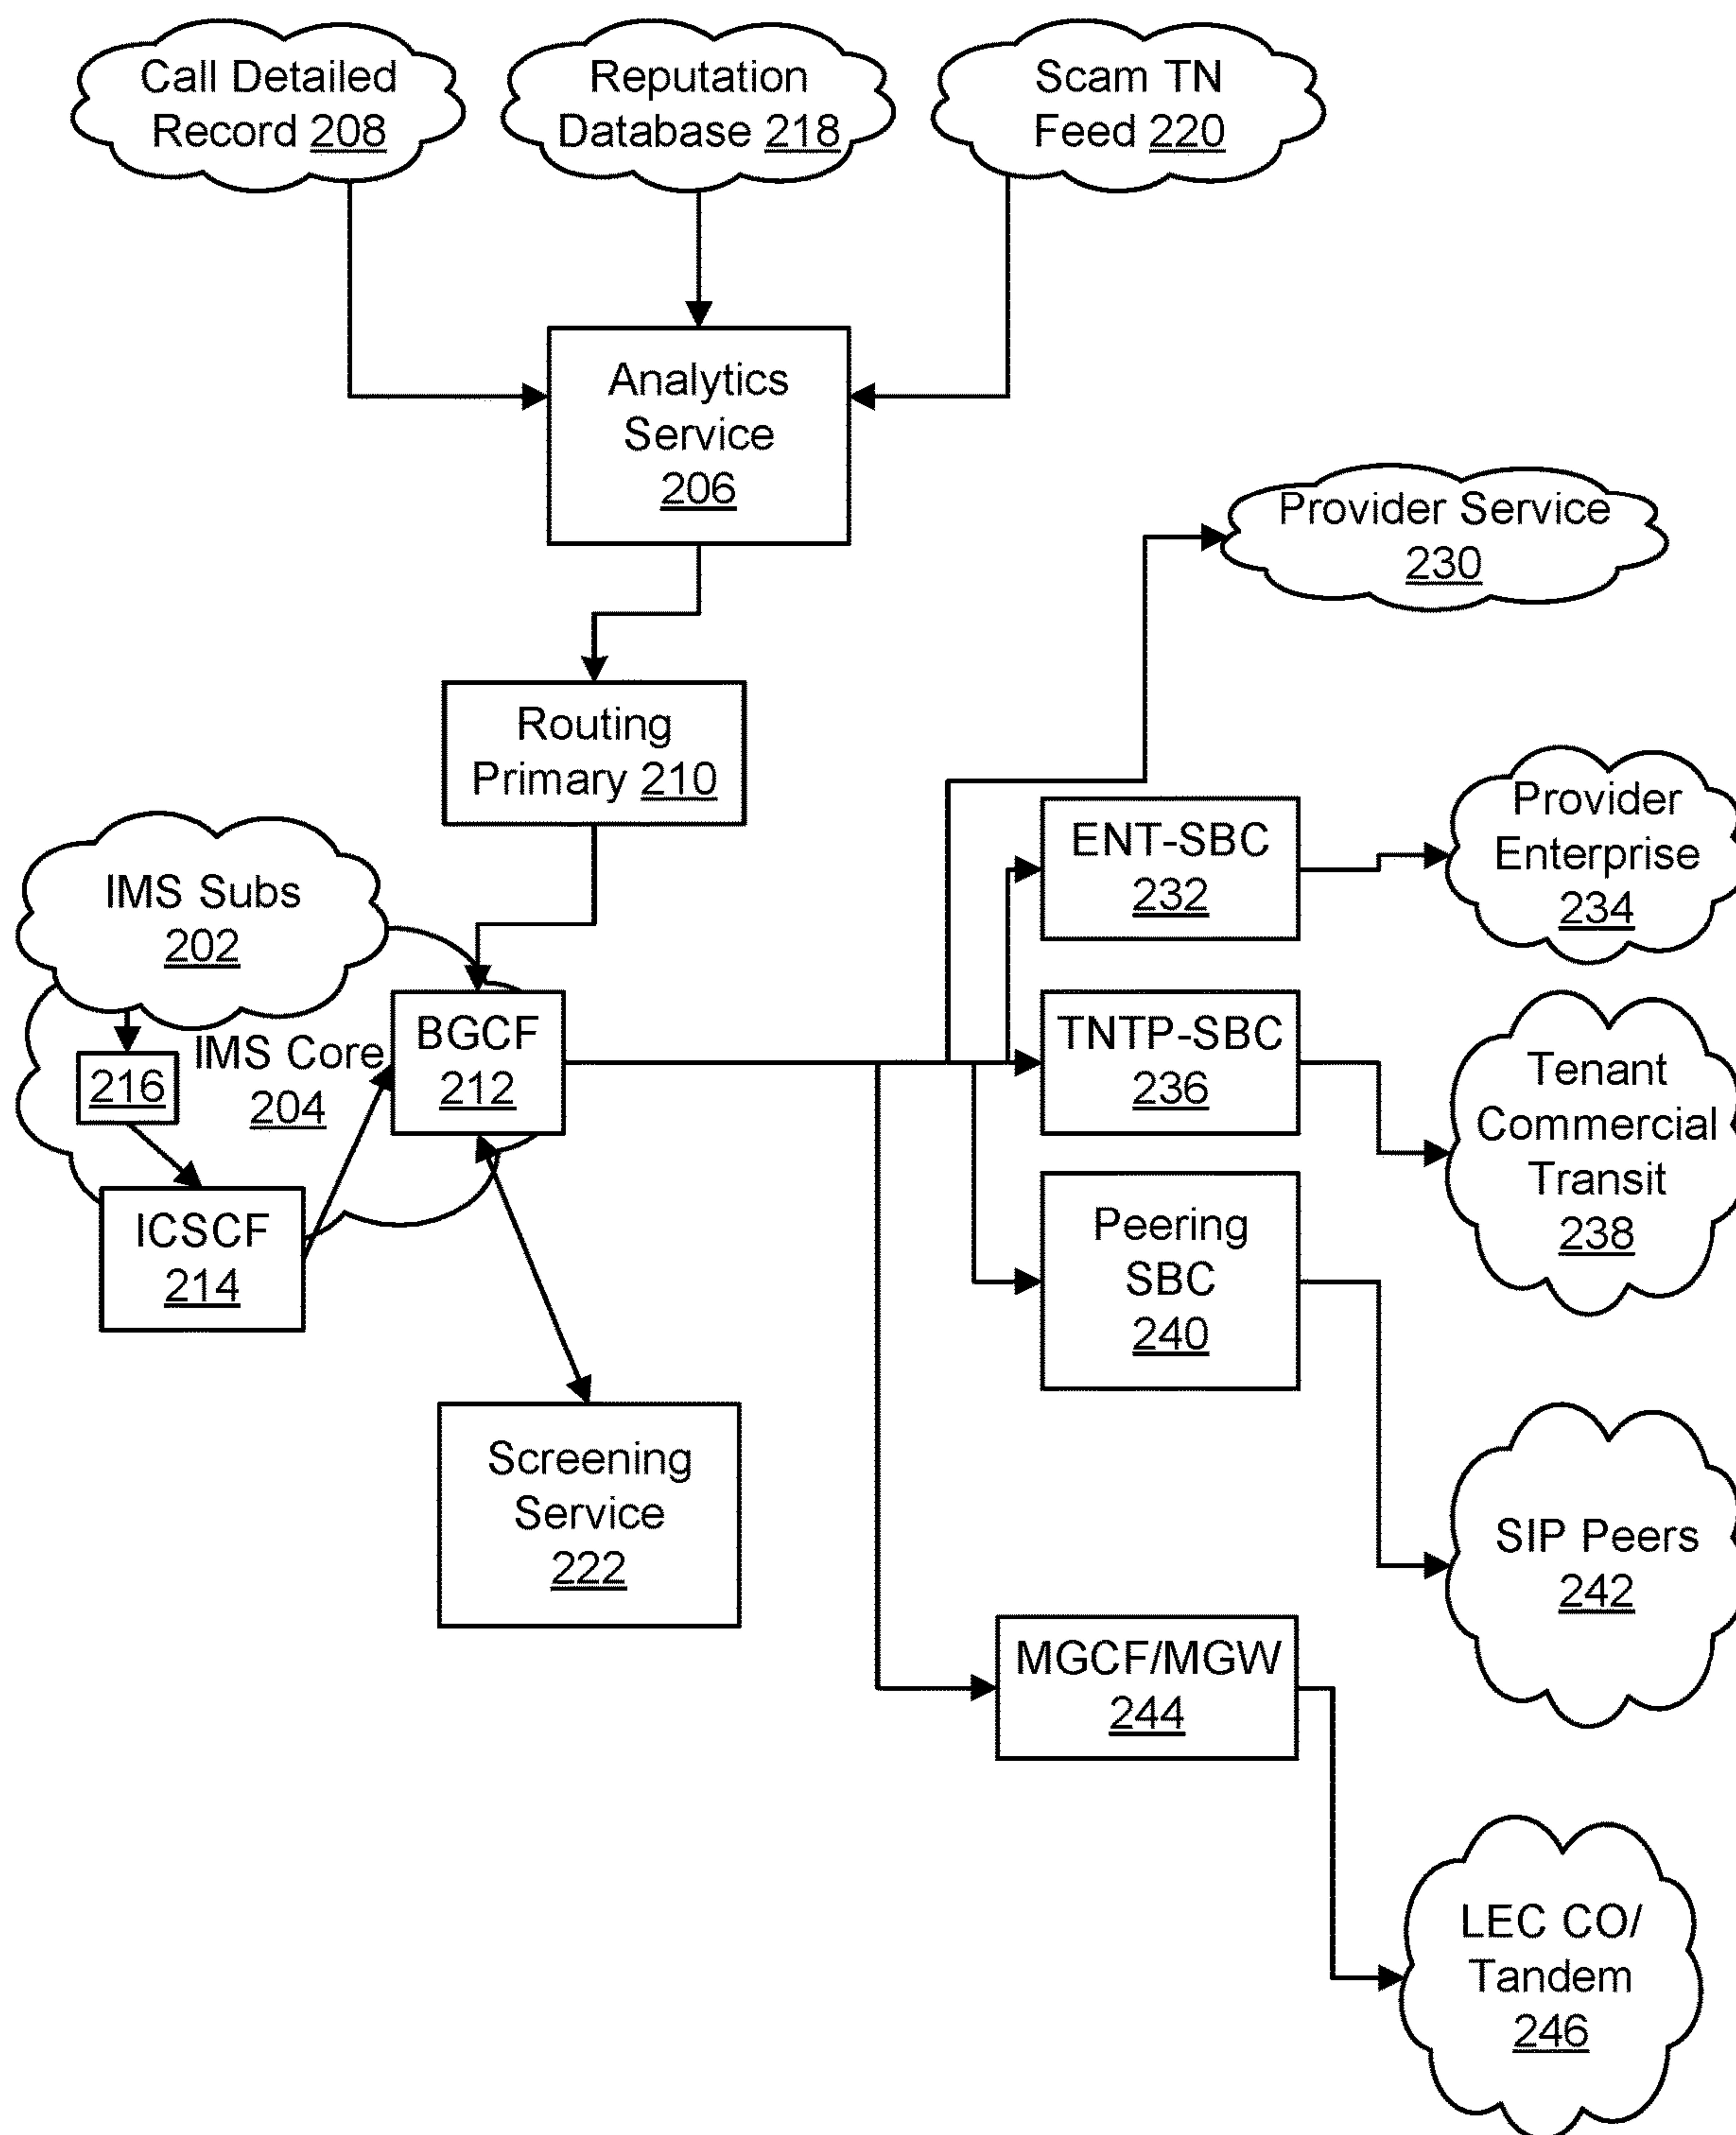 Call Detailed
Record 208
Reputation
Database 218
Scam TN
Feed 220
Analytics
Service
206
Provider Service
230
Routing
Primary 210
ENT-SBC
232
Provider
Enterprise
234
IMS Subs
202
IMS Core
204
216
BGCF
212
TNTP-SBC
236
Tenant
Commercial
Transit
238
ICSCF
214
Peering
SBC
240
Screening
Service
222
SIP Peers
242
MGCF/MGW
244
LEC CO/
Tandem
246